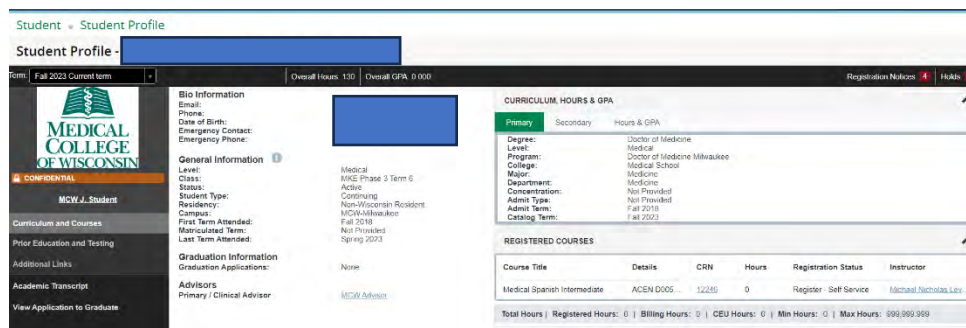 Student Student Profile
Student Profile -
Term: Fall 2023 Current term
Overall Hours: 130 Overall GPA: 0.000
Registration Notices: 4 Holds
MEDICAL
COLLEGE
OF WISCONSIN
CONFIDENTIAL
MCW J. Student
Curriculum and Courses
Prior Education and Testing
Additional Links
Academic Transcript
View Application to Graduate
Bio Information
Email:
Phone:
Date of Birth:
Emergency Contact:
Emergency Phone:
General Information
Level: Medical
Class: MKE Phase 3 Term 6
Status: Active
Student Type: Continuing
Residency: Non-Wisconsin Resident
Campus: MCW-Milwaukee
First Term Attended: Fall 2018
Matriculated Term: Not Provided
Last Term Attended: Spring 2023
Graduation Information
Graduation Applications: None
Advisors
Primary / Clinical Advisor MCW Advisor
CURRICULUM, HOURS & GPA
Primary Secondary Hours & GPA
Degree: Doctor of Medicine
Level: Medical
Program: Doctor of Medicine Milwaukee
College: Medical School
Major: Medicine
Department: Medicine
Concentration: Not Provided
Admit Type: Not Provided
Admit Term: Fall 2018
Catalog Term: Fall 2023
REGISTERED COURSES
Course Title Details CRN Hours Registration Status Instructor
Medical Spanish Intermediate ACEN D005... 12246 0 Register - Self Service Michael Nicholas Lov...
Total Hours | Registered Hours: 0 | Billing Hours: 0 | CEU Hours: 0 | Min Hours: 0 | Max Hours: 999,999.999